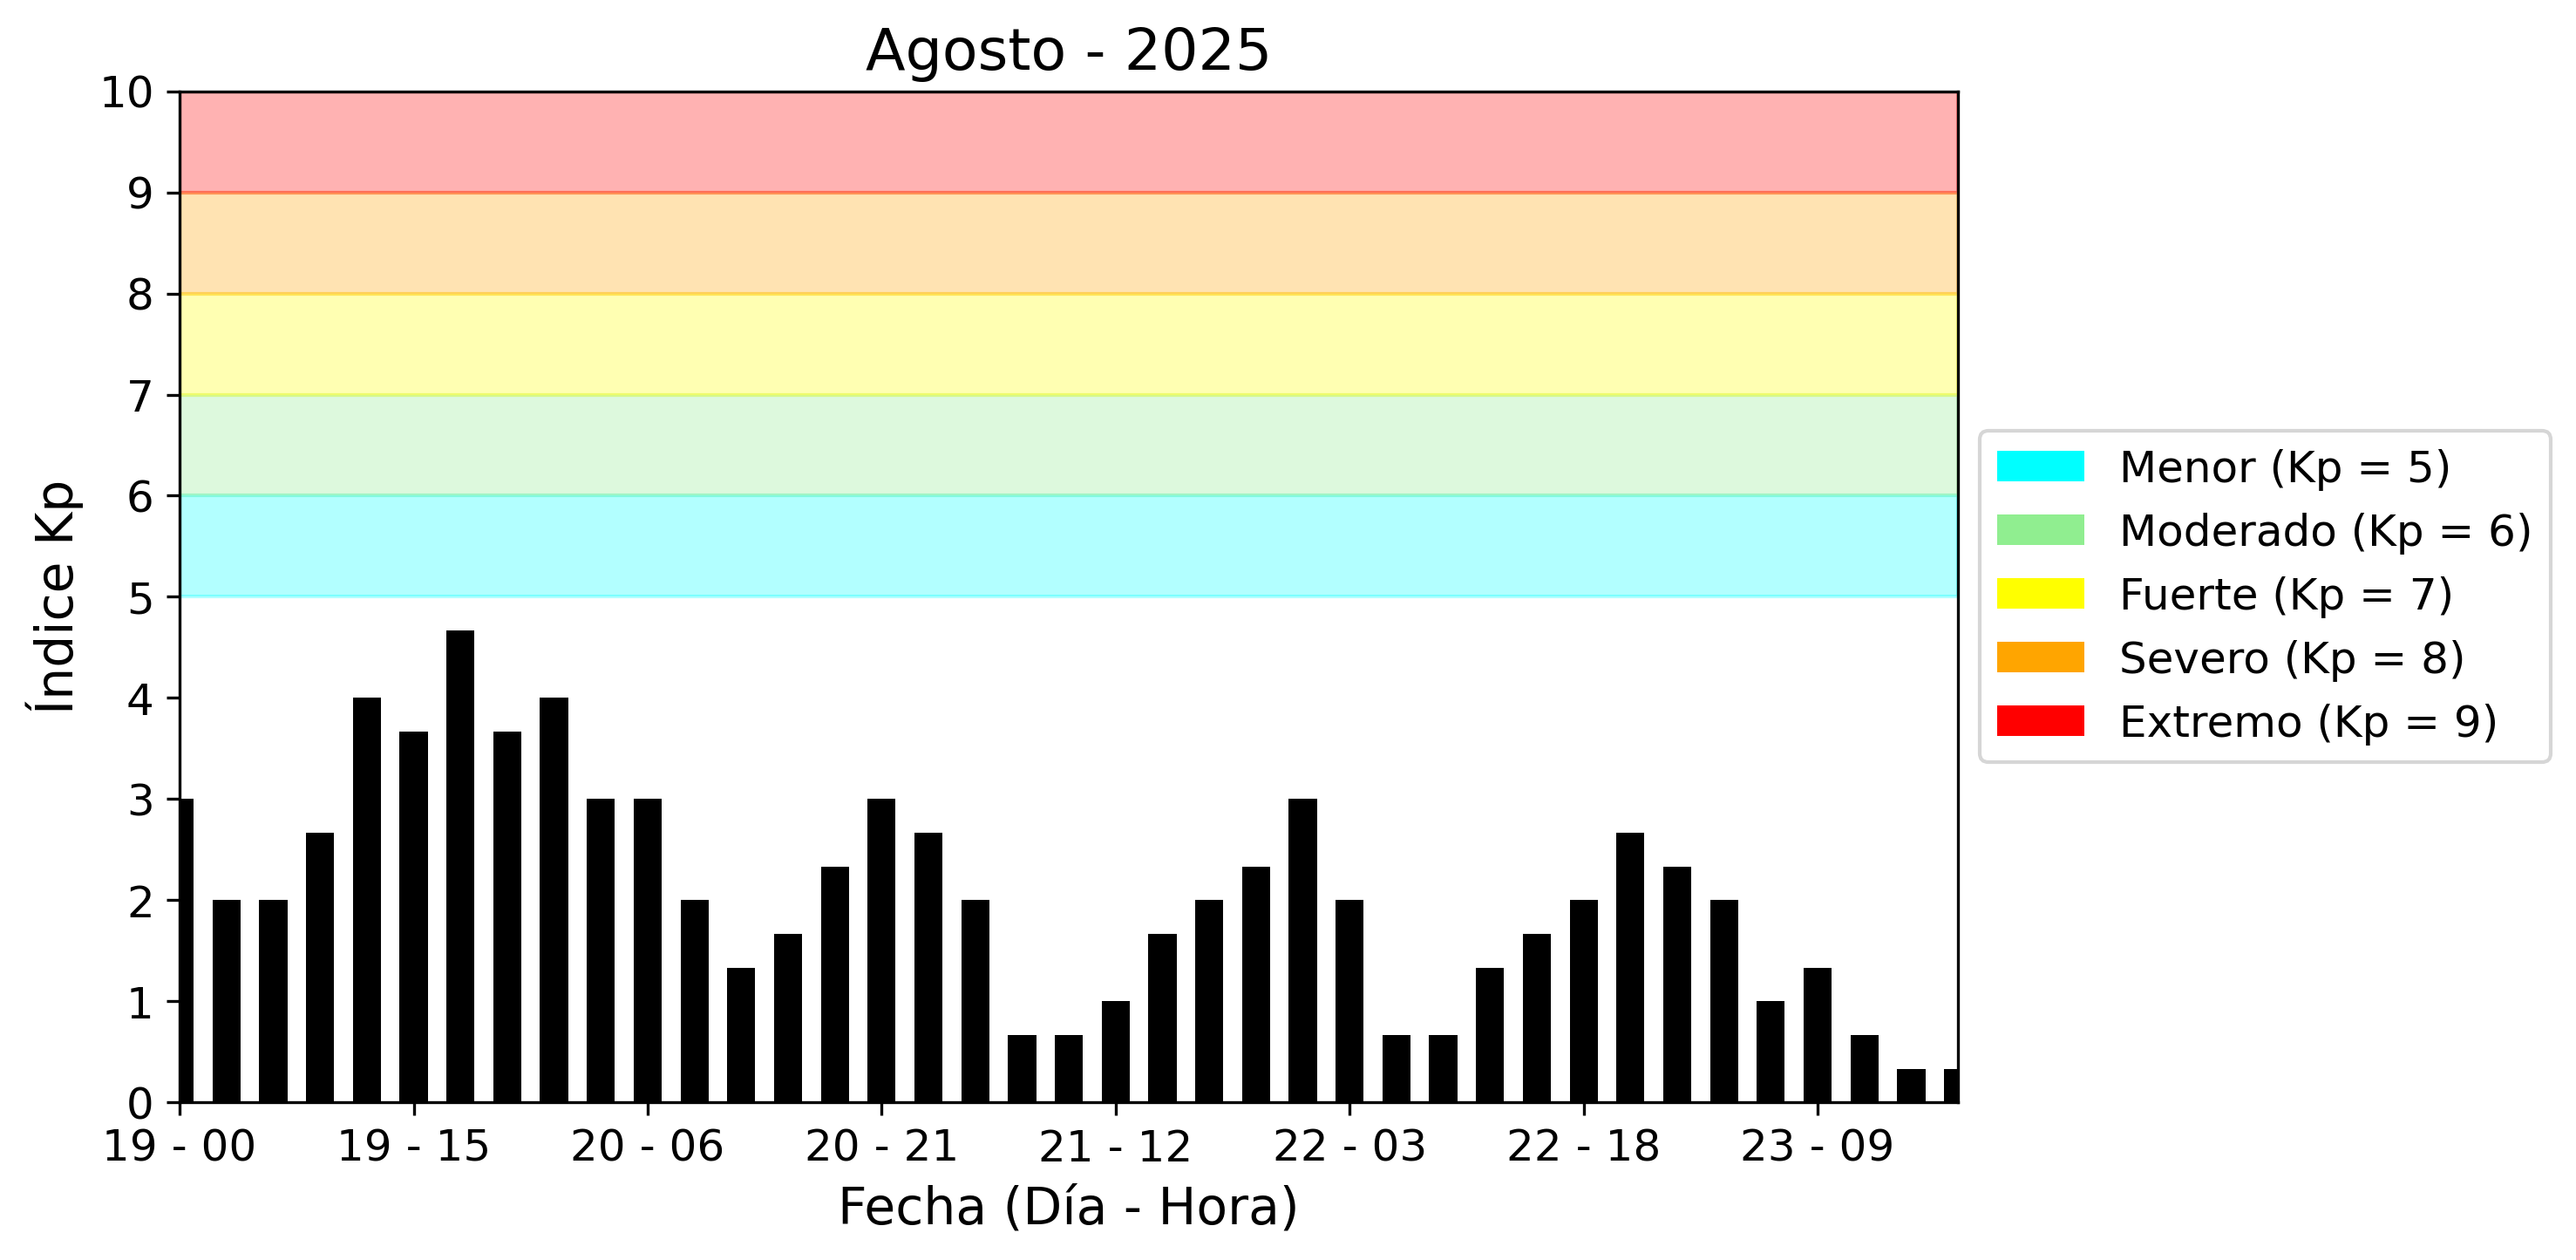 Agosto - 2025
Índice Kp
10
9
8
7
6
5
4
3
2
1
0
19 - 00 19 - 15 20 - 06 20 - 21 21 - 12 22 - 03 22 - 18 23 - 09
Fecha (Día - Hora)
Menor (Kp = 5)
Moderado (Kp = 6)
Fuerte (Kp = 7)
Severo (Kp = 8)
Extremo (Kp = 9)